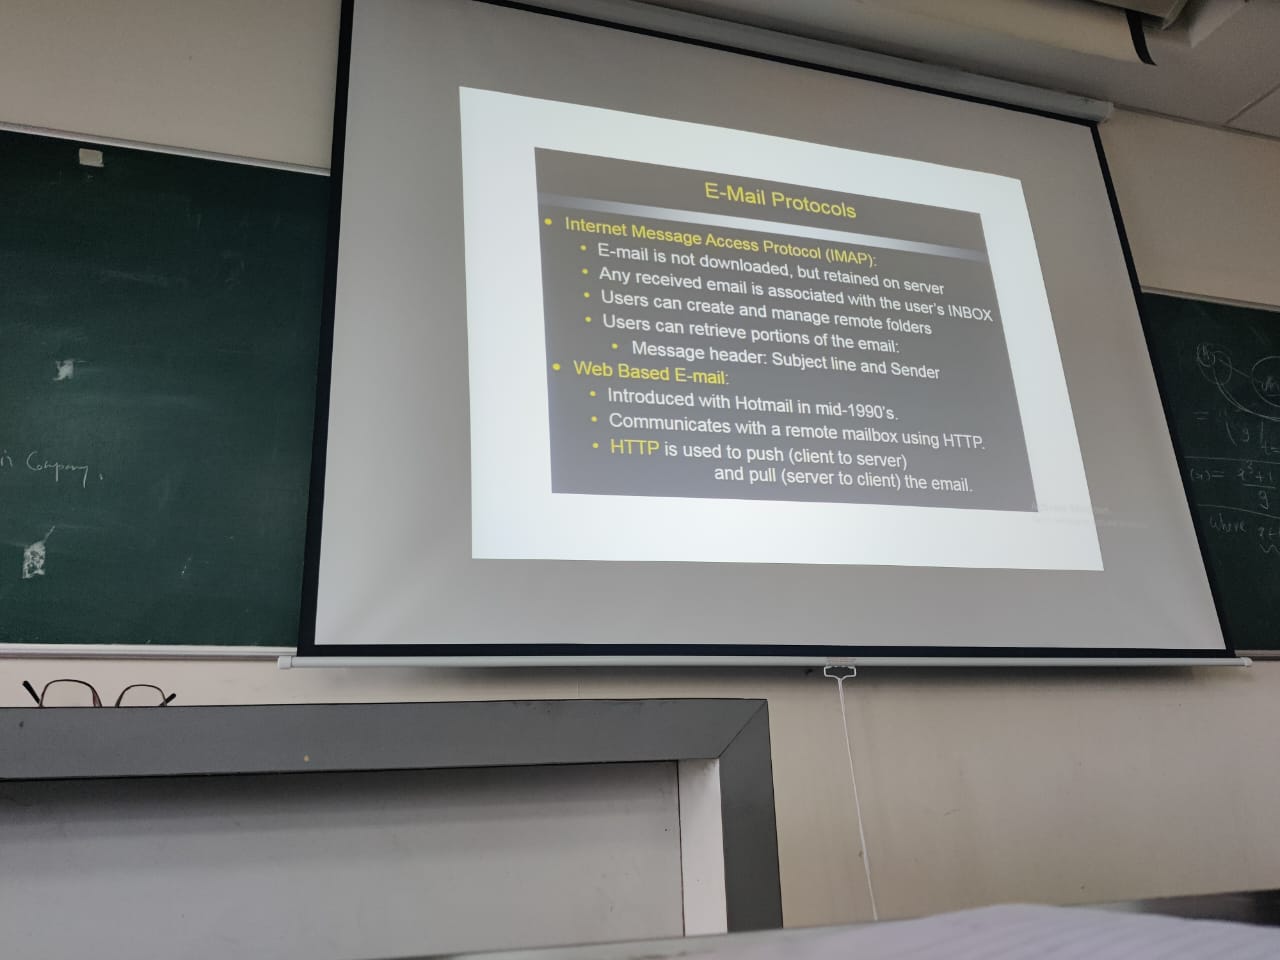 E-Mail Protocols
• Internet Message Access Protocol (IMAP):
• E-mail is not downloaded, but retained on server
• Any received email is associated with the user's INBOX
• Users can create and manage remote folders
• Users can retrieve portions of the email:
• Message header: Subject line and Sender
• Web Based E-mail:
• Introduced with Hotmail in mid-1990's.
• Communicates with a remote mailbox using HTTP.
• HTTP is used to push (client to server)
and pull (server to client) the email.
Company.
where